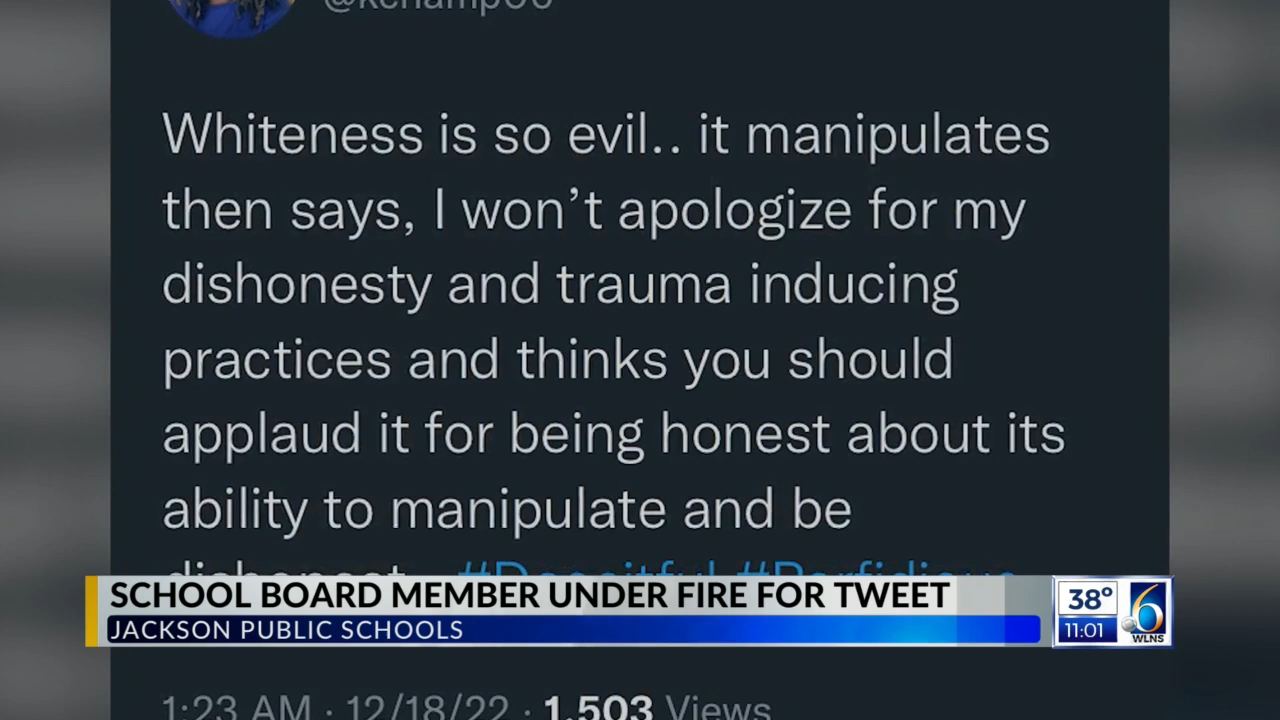 Whiteness is so evil.. it manipulates
then says, I won’t apologize for my
dishonesty and trauma inducing
practices and thinks you should
applaud it for being honest about its
ability to manipulate and be
SCHOOL BOARD MEMBER UNDER FIRE FOR TWEET
JACKSON PUBLIC SCHOOLS
38°
11:01
6
WLNS
1:23 AM · 12/18/22 · 1,503 Views